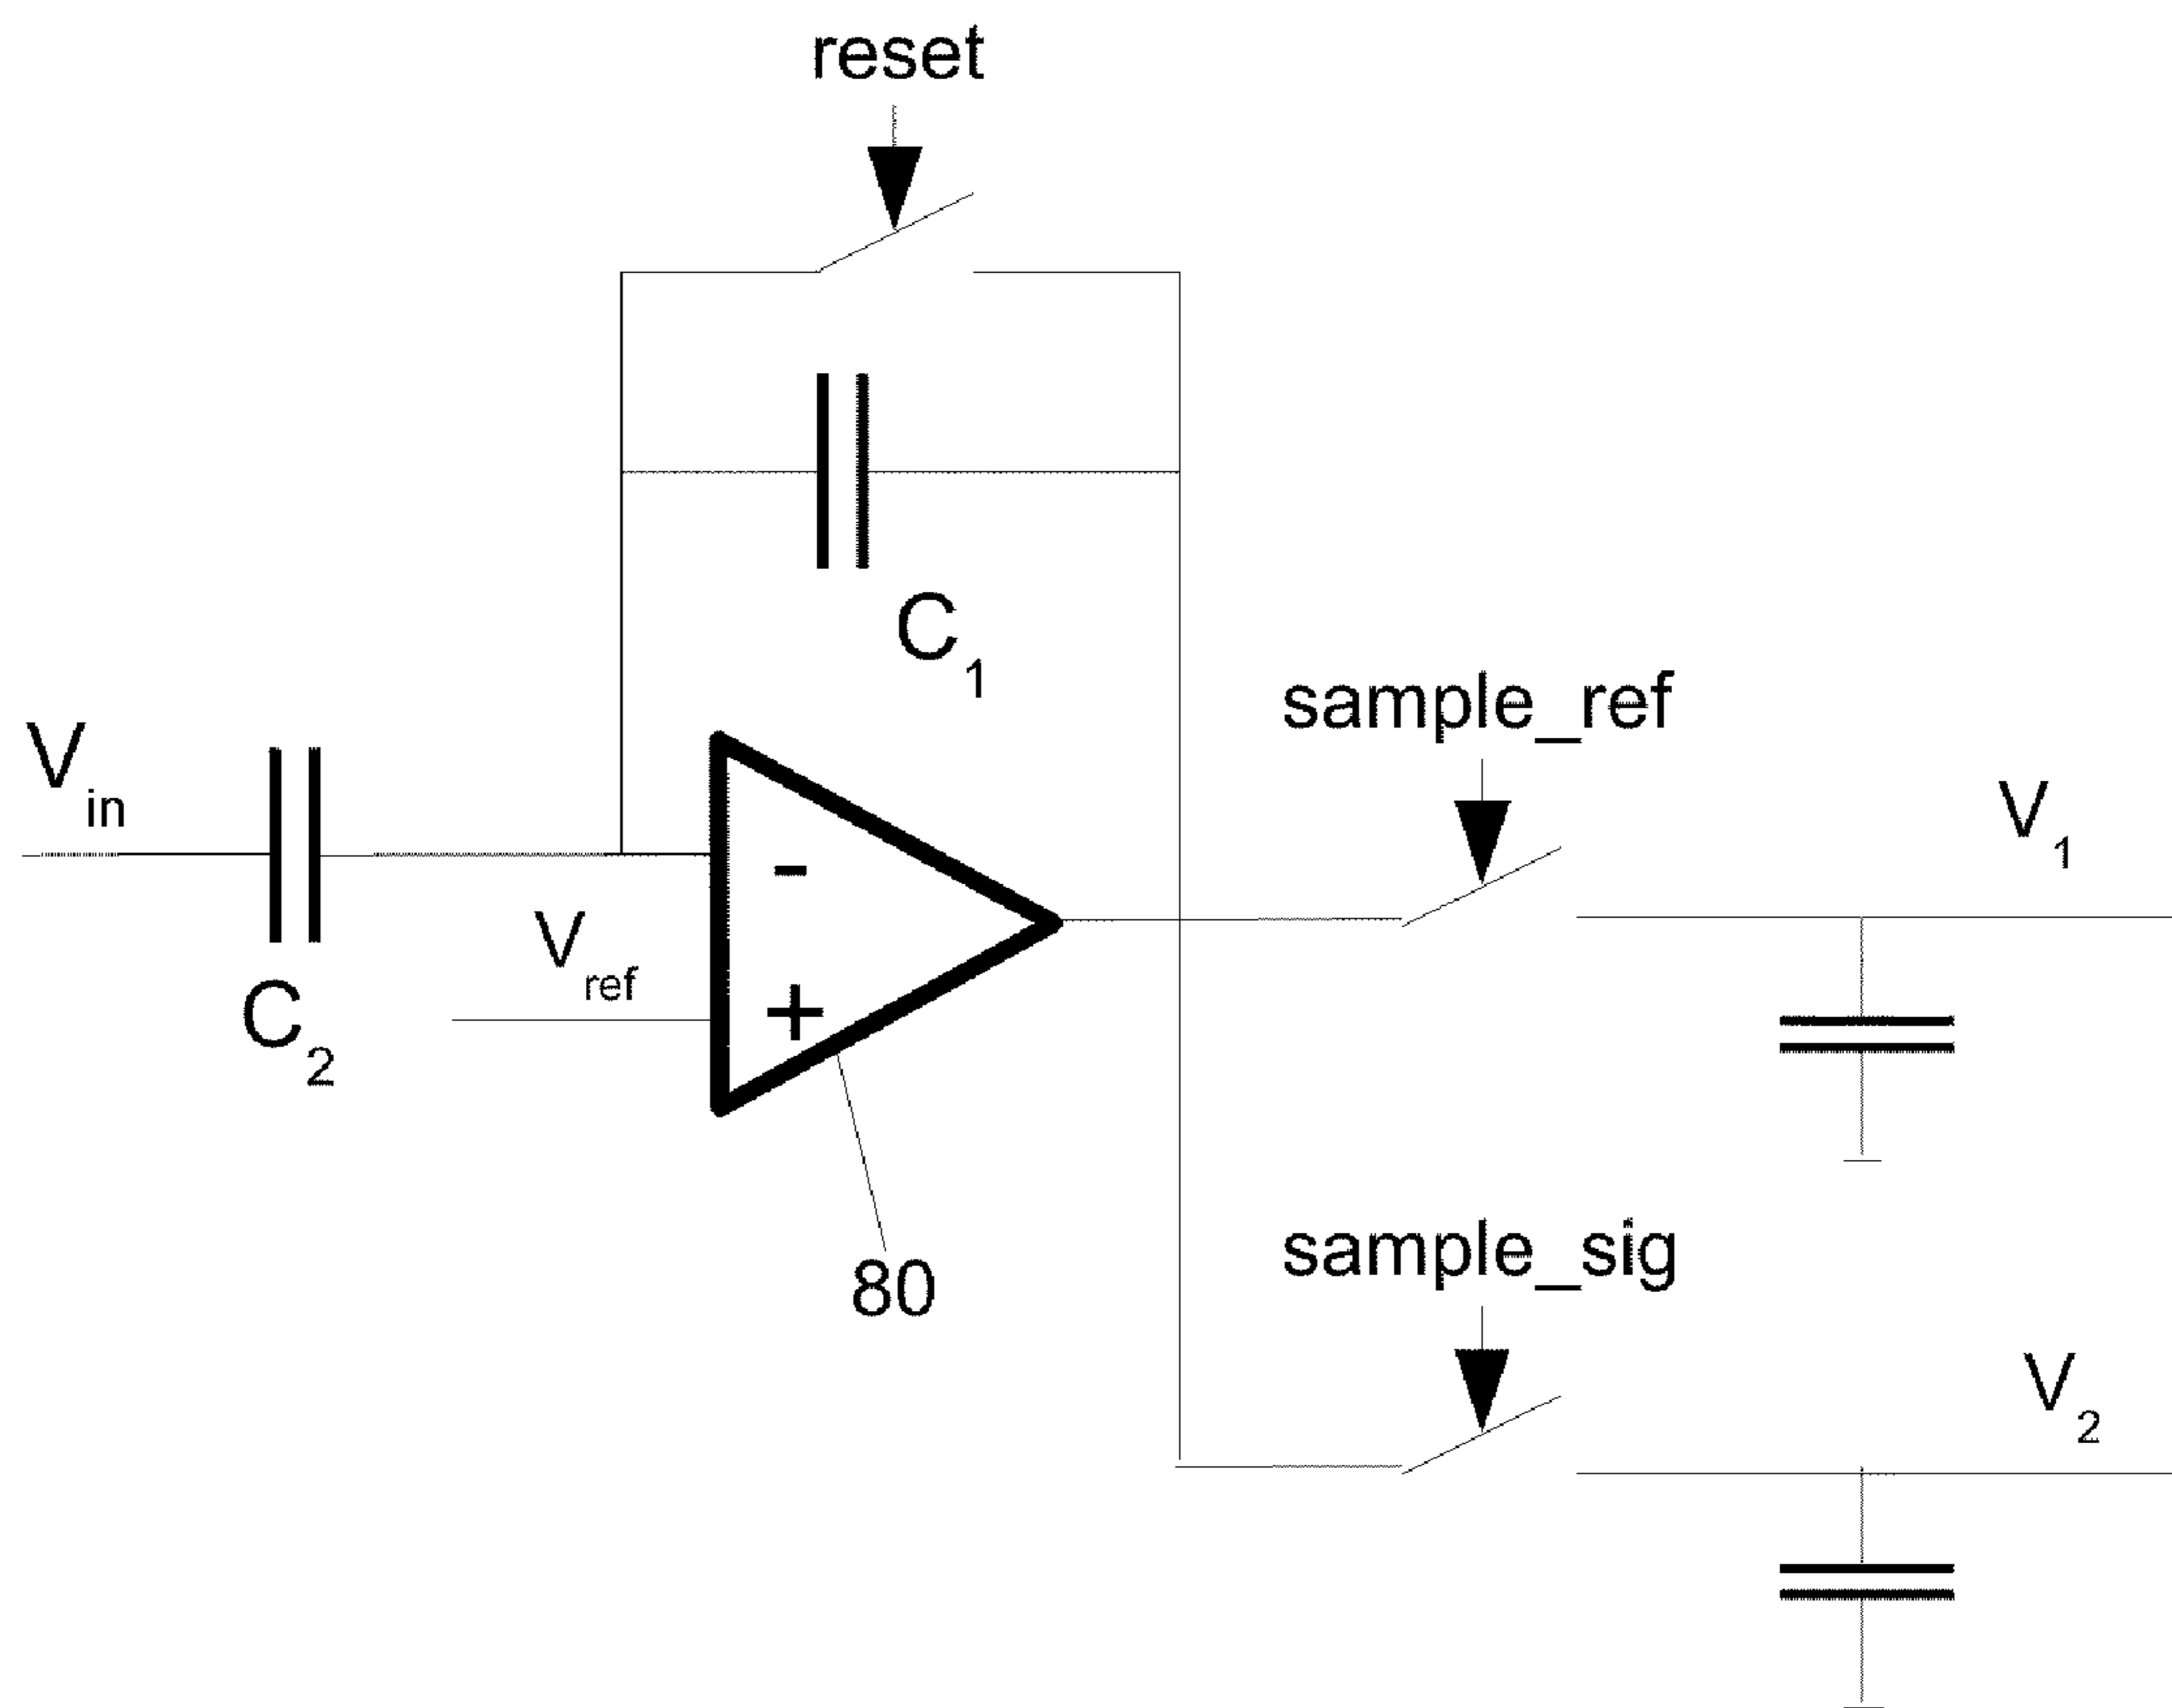 reset
C1
sample_ref
Vin
V1
-
Vref
C2
+
80
sample_sig
V2